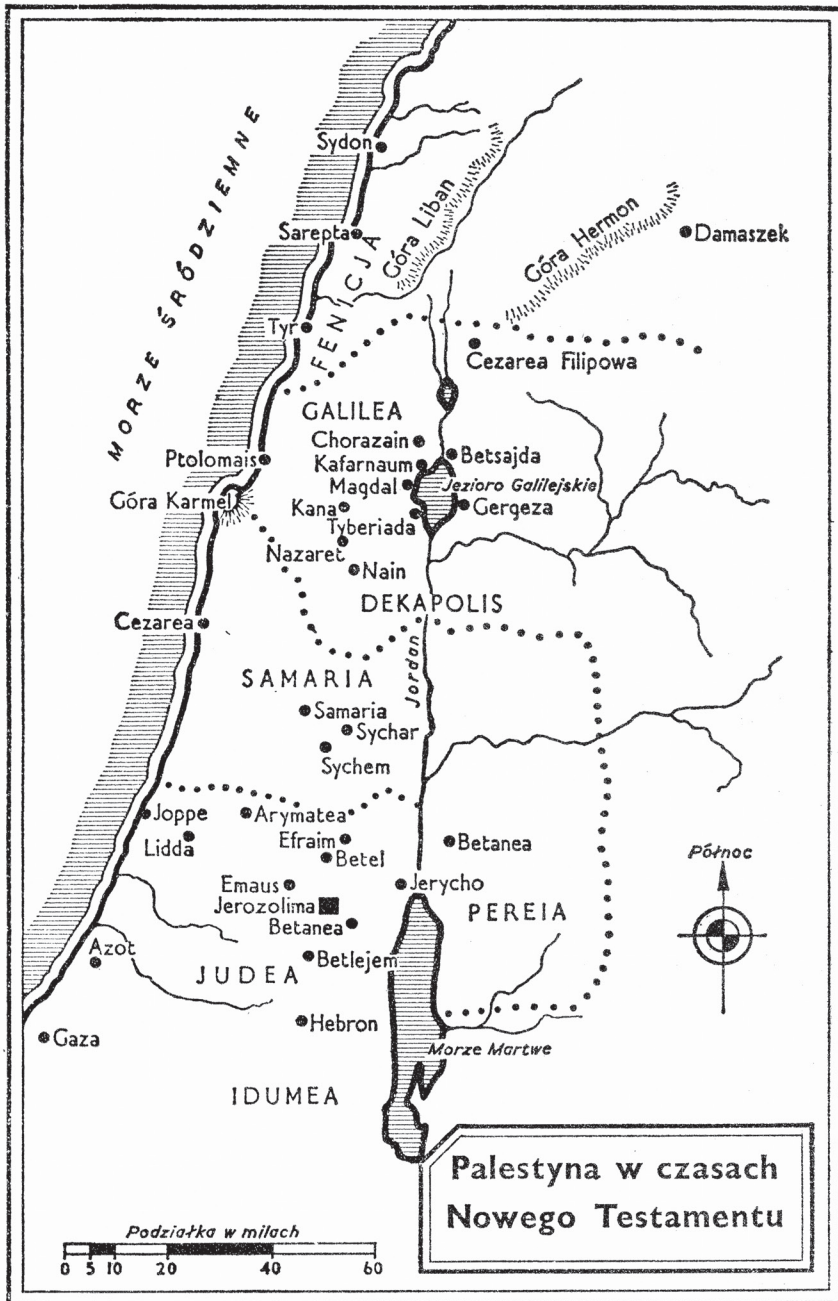 MORZE ŚRÓDZIEMNE
Sydon
Góra Liban
Sarepta
Góra Hermon
Damaszek
FENICJA
Tyr
Cezarea Filipowa
GALILEA
Chorazain
Betsajda
Ptolomais
Kafarnaum
Magdal
Jezioro Galilejskie
Góra Karmel
Kana
Gergeza
Tyberiada
Nazaret
Nain
DEKAPOLIS
Cezarea
Jordan
SAMARIA
Samaria
Sychar
Sychem
Joppe
Arymatea
Lidda
Efraim
Betanea
Betel
Północ
Emaus
Jerycho
Jerozolima
PEREIA
Betanea
Azot
JUDEA
Betlejem
Hebron
Gaza
Morze Martwe
IDUMEA
Palestyna w czasach
Nowego Testamentu
Podziałka w milach
0 5 10 20 40 60